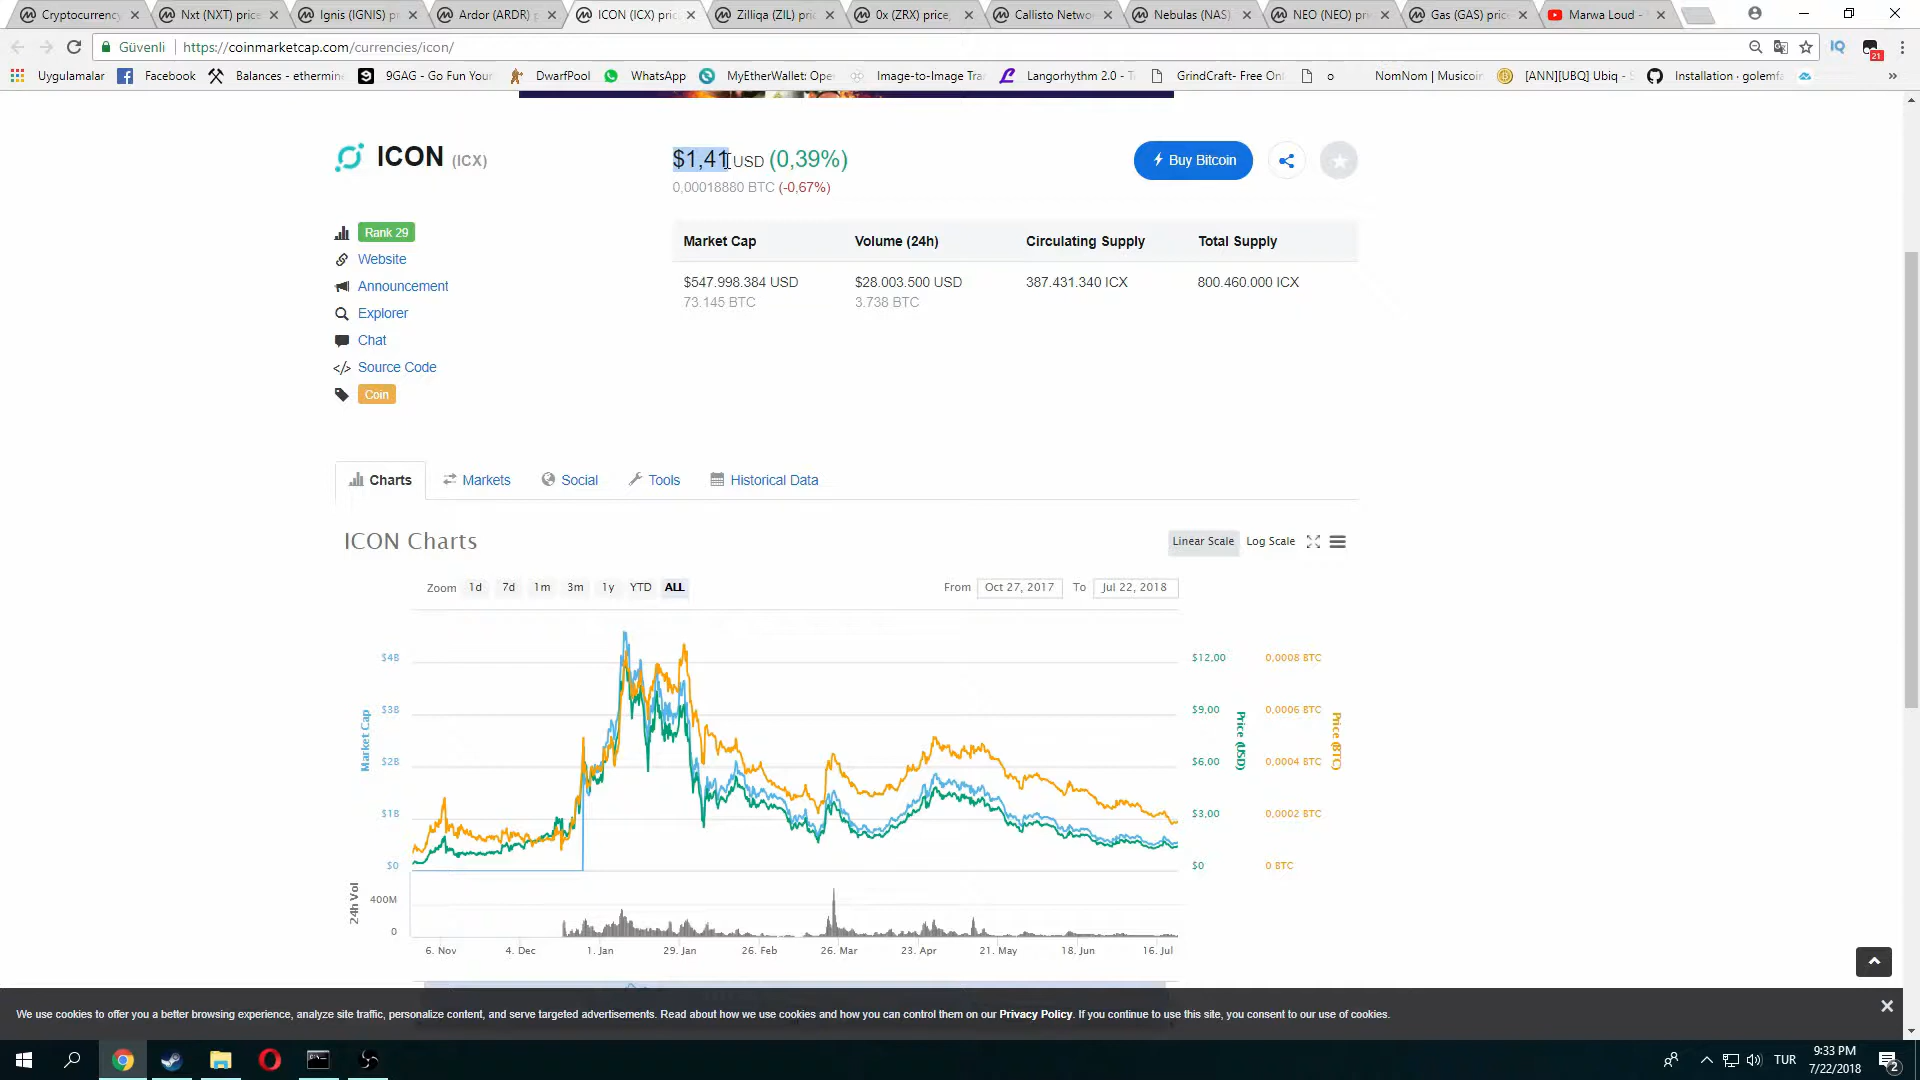 Cryptocurrency
Nxt (NXT) price
Ignis (IGNIS) p
Ardor (ARDR) p
ICON (ICX) pric
Zilliqa (ZIL) pri
0x (ZRX) price,
Callisto Netwo
Nebulas (NAS)
NEO (NEO) pri
Gas (GAS) pric
Marwa Loud -
Güvenli
https://coinmarketcap.com/currencies/icon/
21
Uygulamalar
Facebook
Balances - ethermine
9GAG - Go Fun Your
DwarfPool
WhatsApp
MyEtherWallet: Ope
Image-to-Image Tra
Langorhythm 2.0 - T
GrindCraft- Free Onl
o
NomNom | Musicoin
[ANN][UBQ] Ubiq -
Installation · golemfa
»
ICON (ICX)
$1,41 USD (0,39%)
0,00018880 BTC (-0,67%)
Buy Bitcoin
Rank 29
Website
Announcement
Explorer
Chat
Source Code
Coin
Market Cap Volume (24h) Circulating Supply Total Supply
$547.998.384 USD $28.003.500 USD 387.431.340 ICX 800.460.000 ICX
73.145 BTC 3.738 BTC
Charts Markets Social Tools Historical Data
ICON Charts
Linear Scale Log Scale
Zoom 1d 7d 1m 3m 1y YTD ALL
From Oct 27, 2017 To Jul 22, 2018
$4B $12,00 0,0008 BTC
$3B $9,00 0,0006 BTC
$2B $6,00 0,0004 BTC
$1B $3,00 0,0002 BTC
$0 $0 0 BTC
Market Cap
Price (USD)
Price (BTC)
24h Vol
400M
0
6. Nov 4. Dec 1. Jan 29. Jan 26. Feb 26. Mar 23. Apr 21. May 18. Jun 16. Jul
We use cookies to offer you a better browsing experience, analyze site traffic, personalize content, and serve targeted advertisements. Read about how we use cookies and how you can control them on our Privacy Policy. If you continue to use this site, you consent to our use of cookies.
TUR
9:33 PM
7/22/2018
2